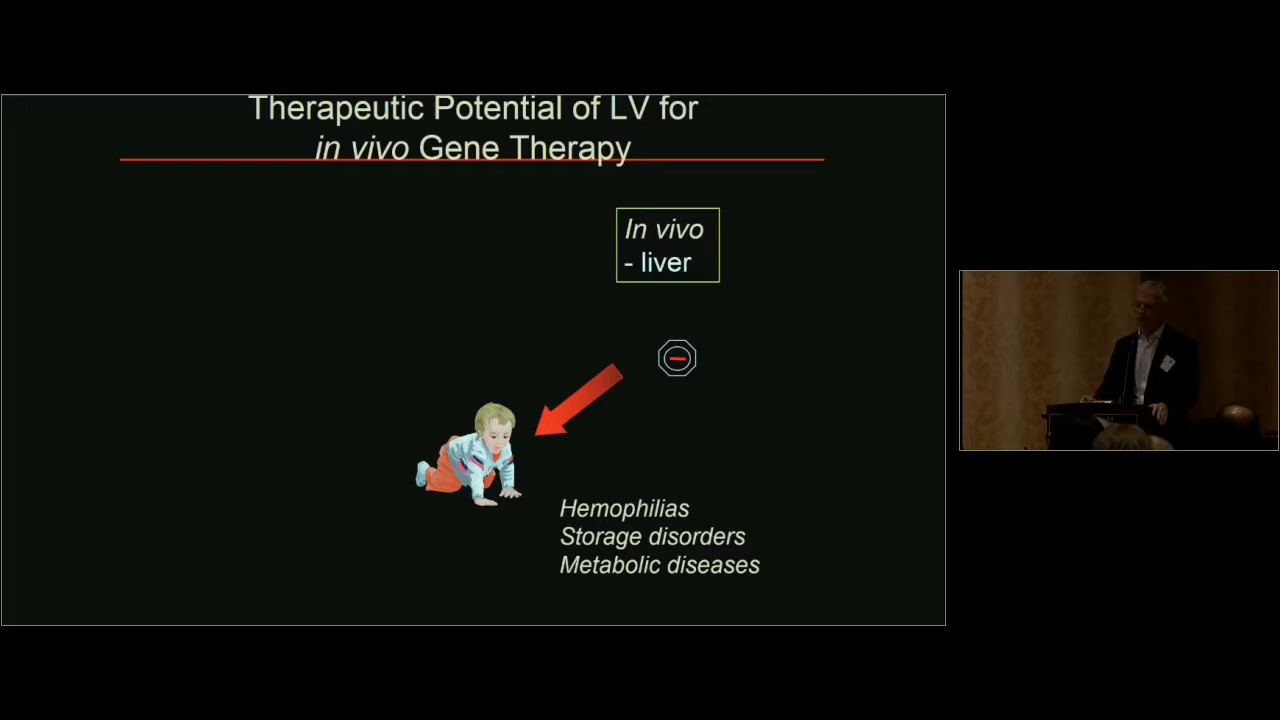 Therapeutic Potential of LV for
in vivo Gene Therapy
In vivo
- liver
Hemophilias
Storage disorders
Metabolic diseases